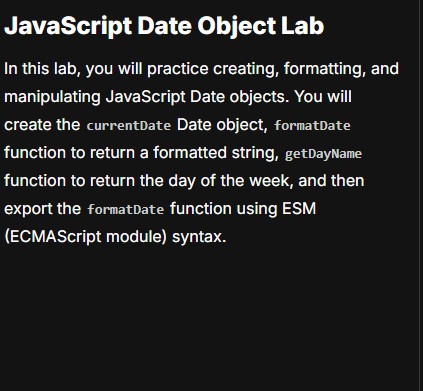 JavaScript Date Object Lab
In this lab, you will practice creating, formatting, and
manipulating JavaScript Date objects. You will
create the currentDate Date object, formatDate
function to return a formatted string, getDayName
function to return the day of the week, and then
export the formatDate function using ESM
(ECMAScript module) syntax.